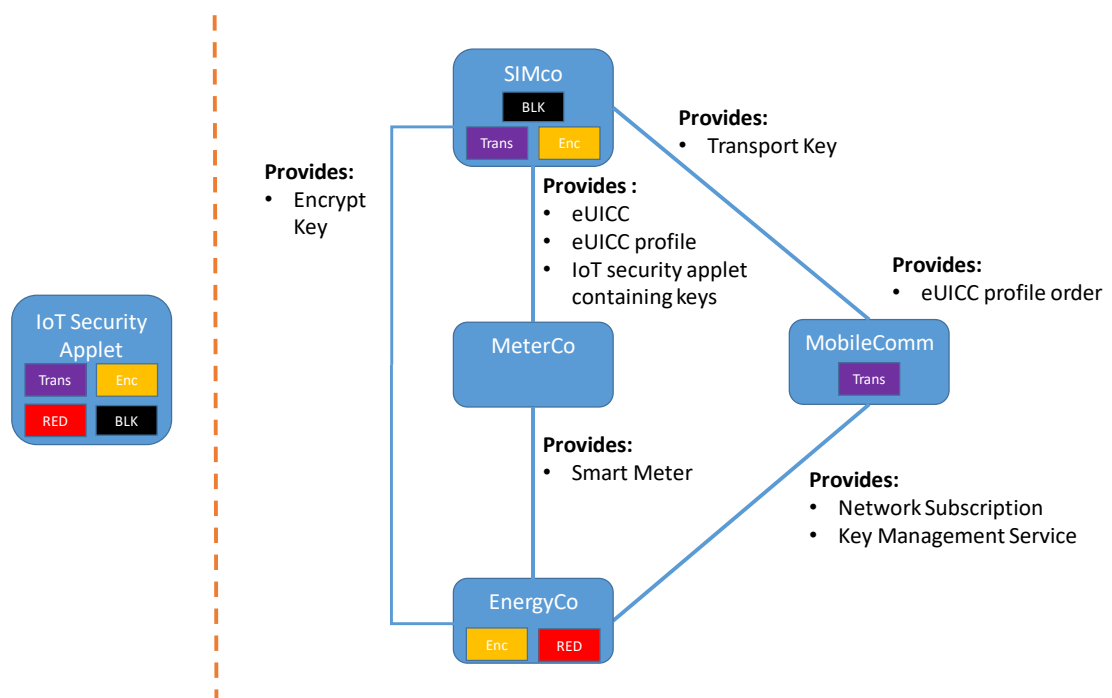 SIMco
BLK
Trans
Enc
Provides:
• Transport Key
Provides:
• Encrypt
Key
Provides :
• eUICC
• eUICC profile
• IoT security applet
containing keys
Provides:
• eUICC profile order
IoT Security
Applet
Trans
Enc
RED
BLK
MeterCo
MobileComm
Trans
Provides:
• Smart Meter
Provides:
• Network Subscription
• Key Management Service
EnergyCo
Enc
RED